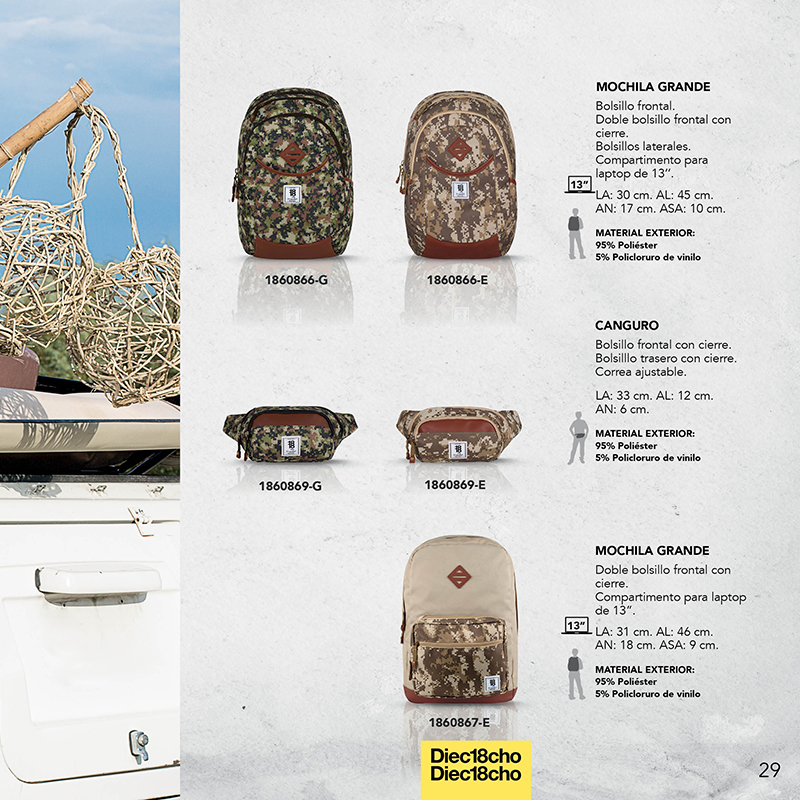 MOCHILA GRANDE
Bolsillo frontal.
Doble bolsillo frontal con
cierre.
Bolsillos laterales.
Compartimento para
laptop de 13’’.
13”
LA: 30 cm. AL: 45 cm.
AN: 17 cm. ASA: 10 cm.
MATERIAL EXTERIOR:
95% Poliéster
5% Policloruro de vinilo
1860866-G
1860866-E
CANGURO
Bolsillo frontal con cierre.
Bolsilllo trasero con cierre.
Correa ajustable.
LA: 33 cm. AL: 12 cm.
AN: 6 cm.
MATERIAL EXTERIOR:
95% Poliéster
5% Policloruro de vinilo
1860869-G
1860869-E
MOCHILA GRANDE
Doble bolsillo frontal con
cierre.
Compartimento para laptop
de 13”.
13”
LA: 31 cm. AL: 46 cm.
AN: 18 cm. ASA: 9 cm.
MATERIAL EXTERIOR:
95% Poliéster
5% Policloruro de vinilo
1860867-E
Diec18cho
Diec18cho
29